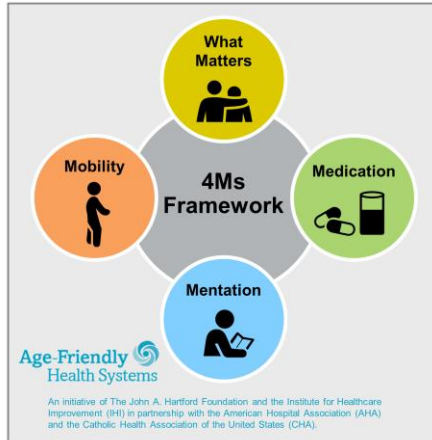 What
Matters
Mobility
4Ms
Framework
Medication
Mentation
Age-Friendly
Health Systems
An initiative of The John A. Hartford Foundation and the Institute for Healthcare
Improvement (IHI) in partnership with the American Hospital Association (AHA)
and the Catholic Health Association of the United States (CHA).